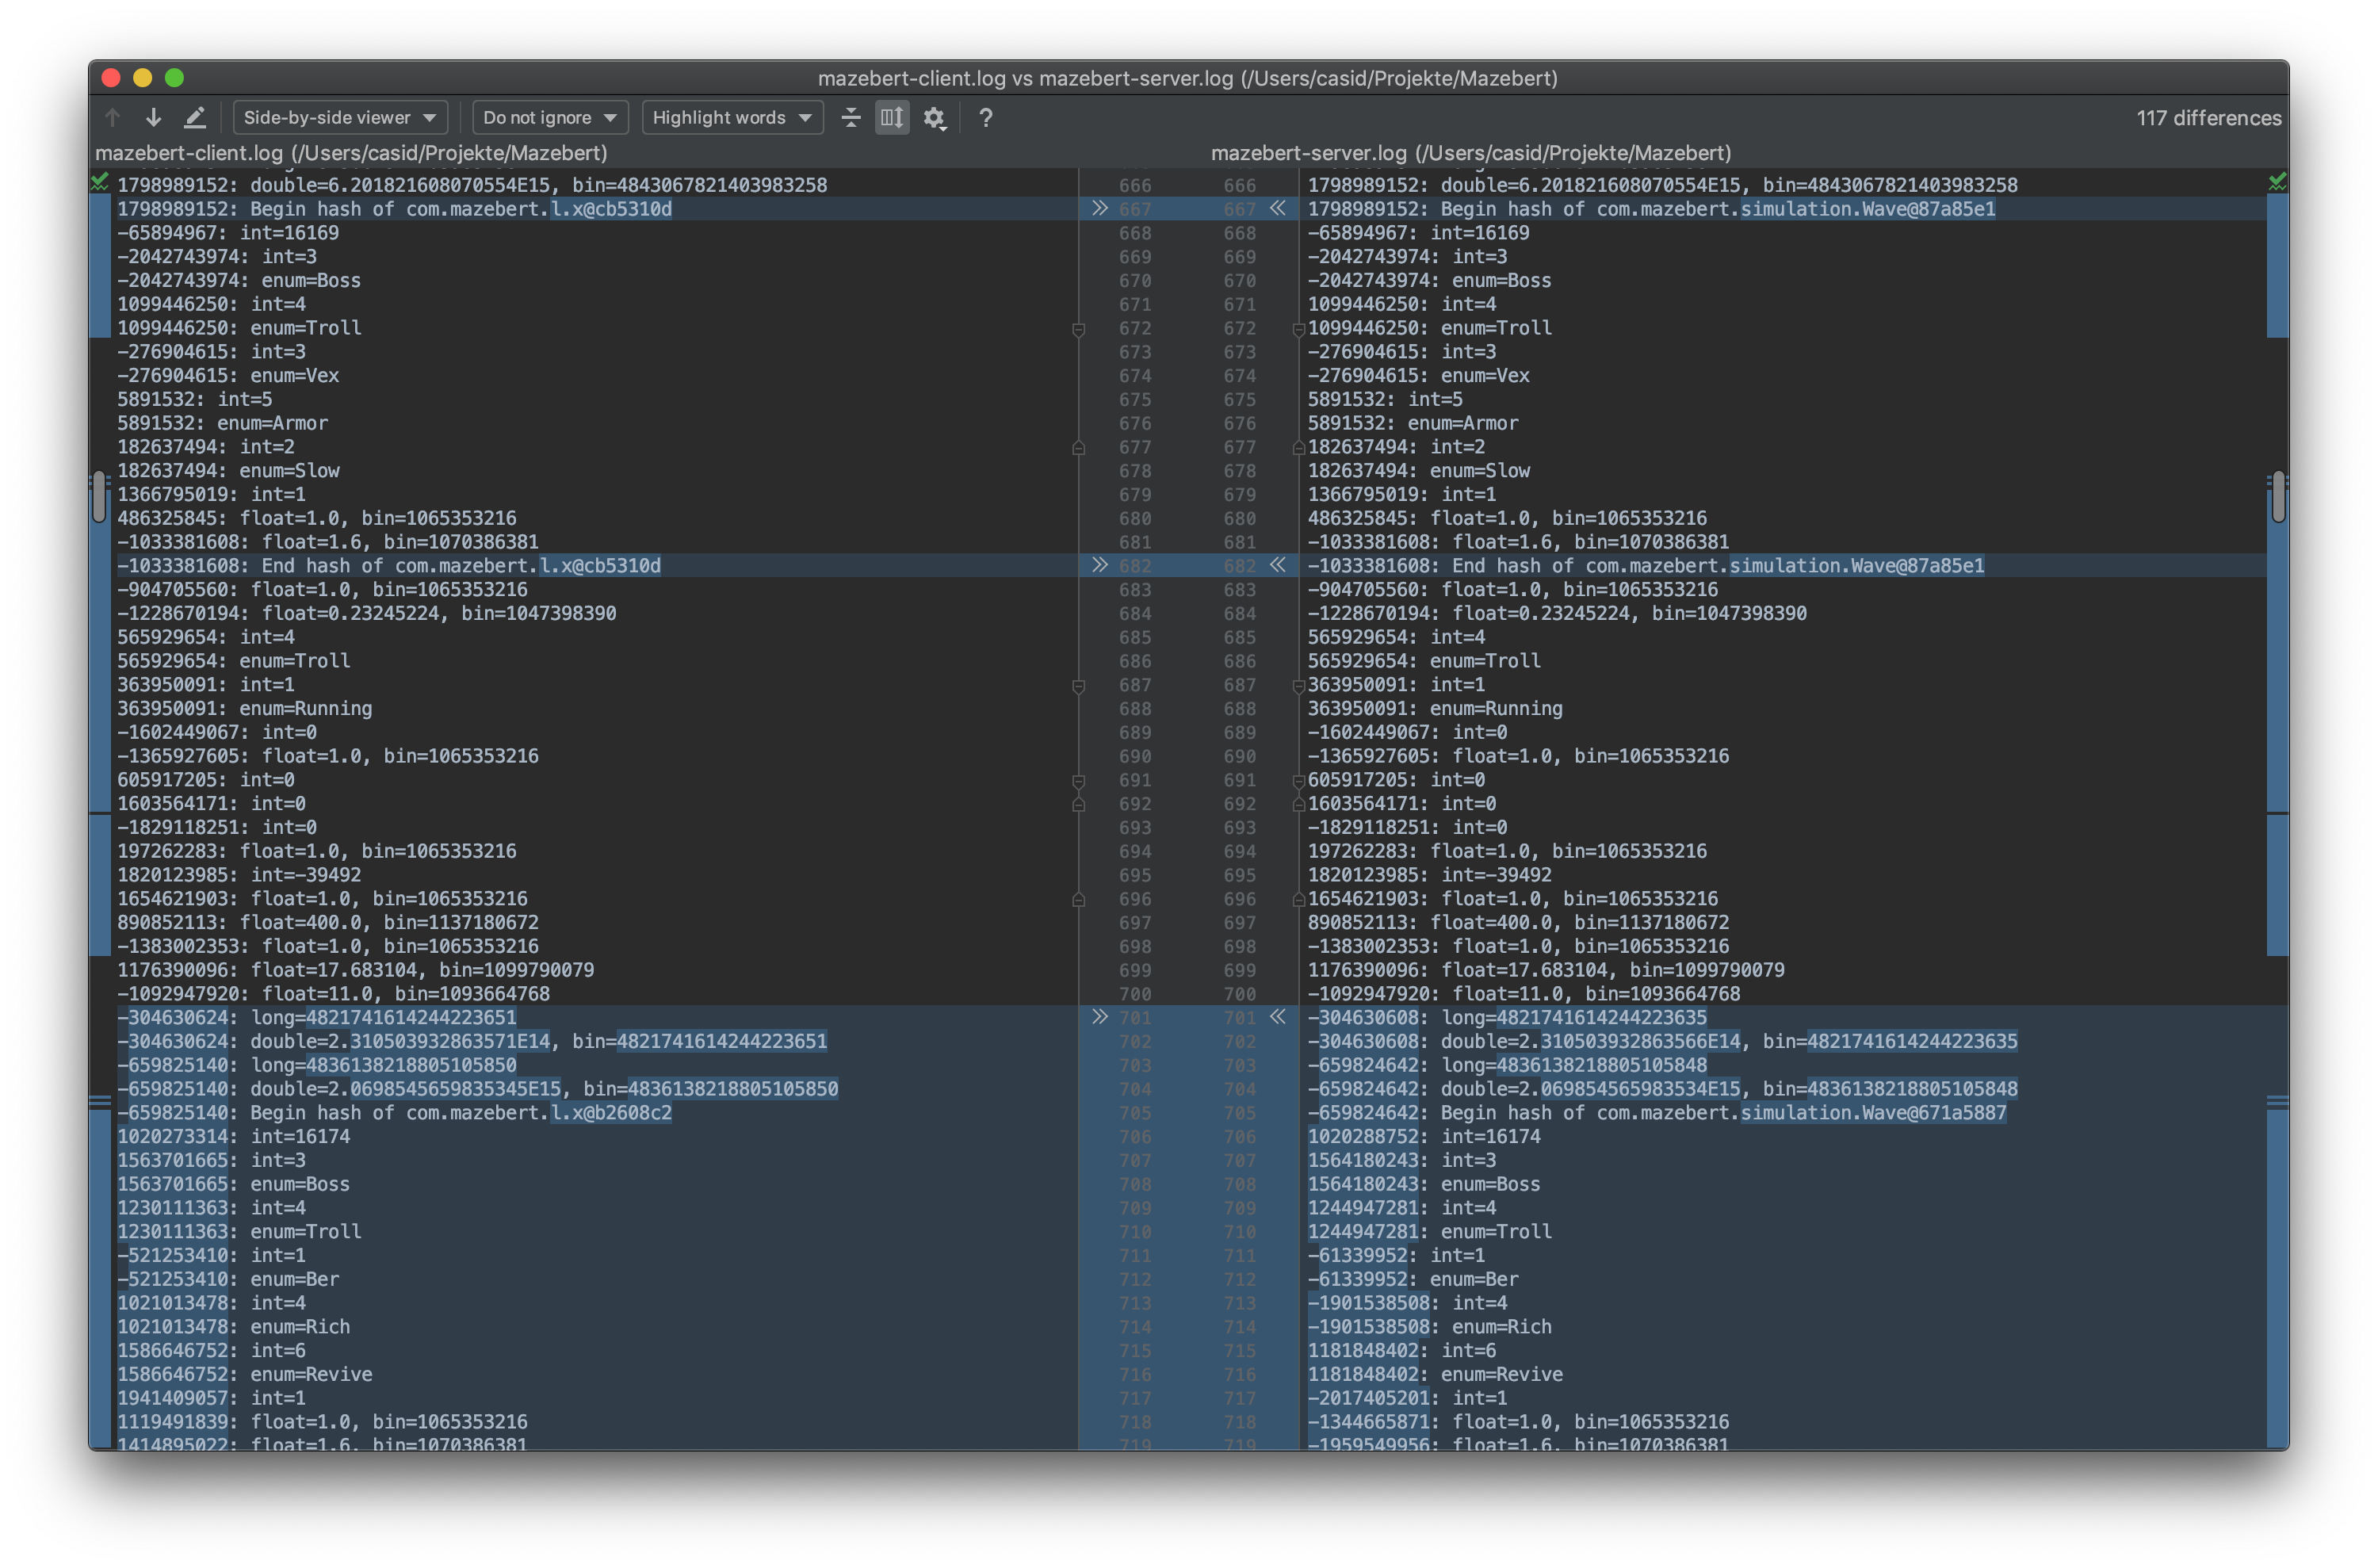 mazebert-client.log vs mazebert-server.log (/Users/casid/Projekte/Mazebert)
Side-by-side viewer Do not ignore Highlight words ? 117 differences
mazebert-client.log (/Users/casid/Projekte/Mazebert) mazebert-server.log (/Users/casid/Projekte/Mazebert)
1798989152: double=6.201821608070554E15, bin=4843067821403983258 666 666 1798989152: double=6.201821608070554E15, bin=4843067821403983258
1798989152: Begin hash of com.mazebert.l.x@cb5310d 667 667 1798989152: Begin hash of com.mazebert.simulation.Wave@87a85e1
-65894967: int=16169 668 668 -65894967: int=16169
-2042743974: int=3 669 669 -2042743974: int=3
-2042743974: enum=Boss 670 670 -2042743974: enum=Boss
1099446250: int=4 671 671 1099446250: int=4
1099446250: enum=Troll 672 672 1099446250: enum=Troll
-276904615: int=3 673 673 -276904615: int=3
-276904615: enum=Vex 674 674 -276904615: enum=Vex
5891532: int=5 675 675 5891532: int=5
5891532: enum=Armor 676 676 5891532: enum=Armor
182637494: int=2 677 677 182637494: int=2
182637494: enum=Slow 678 678 182637494: enum=Slow
1366795019: int=1 679 679 1366795019: int=1
486325845: float=1.0, bin=1065353216 680 680 486325845: float=1.0, bin=1065353216
-1033381608: float=1.6, bin=1070386381 681 681 -1033381608: float=1.6, bin=1070386381
-1033381608: End hash of com.mazebert.l.x@cb5310d 682 682 -1033381608: End hash of com.mazebert.simulation.Wave@87a85e1
-904705560: float=1.0, bin=1065353216 683 683 -904705560: float=1.0, bin=1065353216
-1228670194: float=0.23245224, bin=1047398390 684 684 -1228670194: float=0.23245224, bin=1047398390
565929654: int=4 685 685 565929654: int=4
565929654: enum=Troll 686 686 565929654: enum=Troll
363950091: int=1 687 687 363950091: int=1
363950091: enum=Running 688 688 363950091: enum=Running
-1602449067: int=0 689 689 -1602449067: int=0
-1365927605: float=1.0, bin=1065353216 690 690 -1365927605: float=1.0, bin=1065353216
605917205: int=0 691 691 605917205: int=0
1603564171: int=0 692 692 1603564171: int=0
-1829118251: int=0 693 693 -1829118251: int=0
197262283: float=1.0, bin=1065353216 694 694 197262283: float=1.0, bin=1065353216
1820123985: int=-39492 695 695 1820123985: int=-39492
1654621903: float=1.0, bin=1065353216 696 696 1654621903: float=1.0, bin=1065353216
890852113: float=400.0, bin=1137180672 697 697 890852113: float=400.0, bin=1137180672
-1383002353: float=1.0, bin=1065353216 698 698 -1383002353: float=1.0, bin=1065353216
1176390096: float=17.683104, bin=1099790079 699 699 1176390096: float=17.683104, bin=1099790079
-1092947920: float=11.0, bin=1093664768 700 700 -1092947920: float=11.0, bin=1093664768
-304630624: long=4821741614244223651 701 701 -304630608: long=4821741614244223635
-304630624: double=2.310503932863571E14, bin=4821741614244223651 702 702 -304630608: double=2.310503932863566E14, bin=4821741614244223635
-659825140: long=4836138218805105850 703 703 -659824642: long=4836138218805105848
-659825140: double=2.0698545659835345E15, bin=4836138218805105850 704 704 -659824642: double=2.069854565983534E15, bin=4836138218805105848
-659825140: Begin hash of com.mazebert.l.x@b2608c2 705 705 -659824642: Begin hash of com.mazebert.simulation.Wave@671a5887
1020273314: int=16174 706 706 1020288752: int=16174
1563701665: int=3 707 707 1564180243: int=3
1563701665: enum=Boss 708 708 1564180243: enum=Boss
1230111363: int=4 709 709 1244947281: int=4
1230111363: enum=Troll 710 710 1244947281: enum=Troll
-521253410: int=1 711 711 -61339952: int=1
-521253410: enum=Ber 712 712 -61339952: enum=Ber
1021013478: int=4 713 713 -1901538508: int=4
1021013478: enum=Rich 714 714 -1901538508: enum=Rich
1586646752: int=6 715 715 1181848402: int=6
1586646752: enum=Revive 716 716 1181848402: enum=Revive
1941409057: int=1 717 717 -2017405201: int=1
1119491839: float=1.0, bin=1065353216 718 718 -1344665871: float=1.0, bin=1065353216
1414895022: float=1.6, bin=1070386381 719 719 -1959549956: float=1.6, bin=1070386381